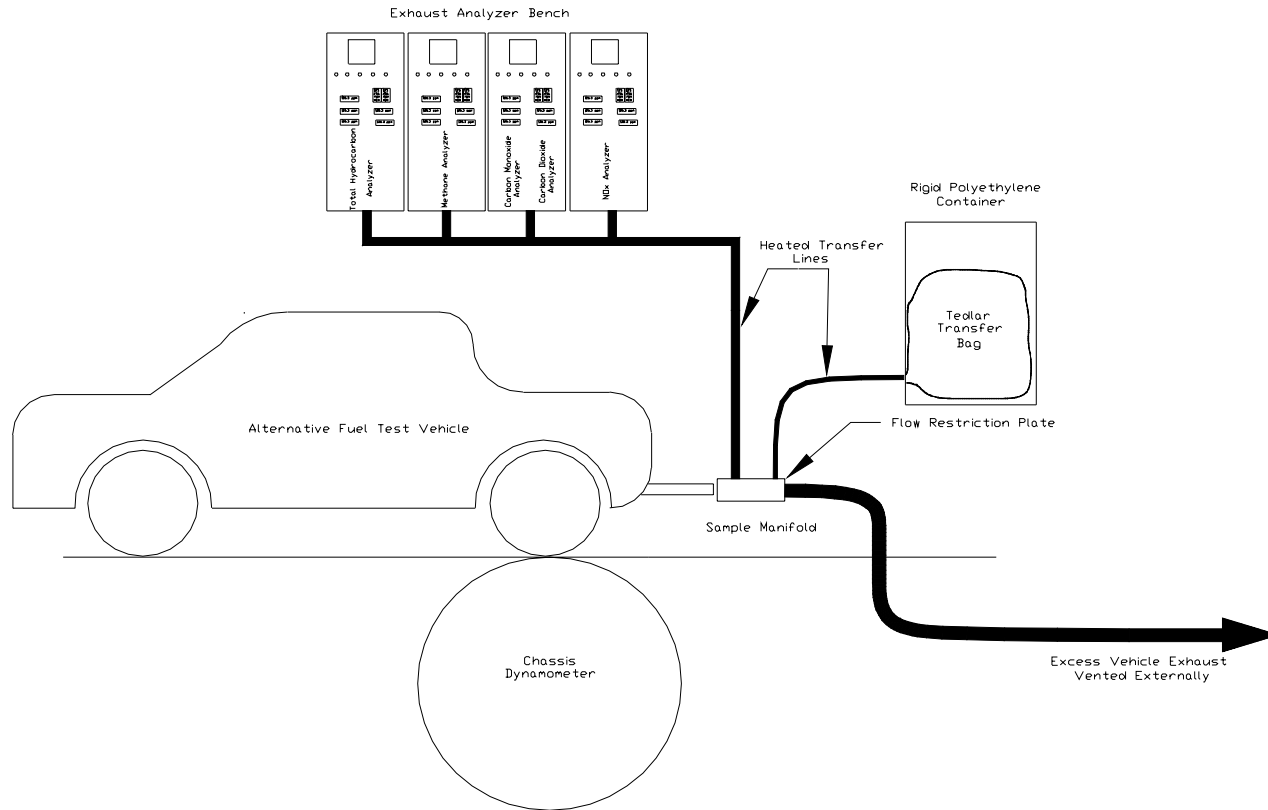 Exhaust Analyzer Bench
Total Hydrocarbon
Analyzer
Methane Analyzer
Carbon Monoxide
Analyzer
Carbon Dioxide
Analyzer
NOx Analyzer
Rigid Polyethylene
Container
Heated Transfer
Lines
Tedlar
Transfer
Bag
Alternative Fuel Test Vehicle
Flow Restriction Plate
Sample Manifold
Chassis
Dynamometer
Excess Vehicle Exhaust
Vented Externally